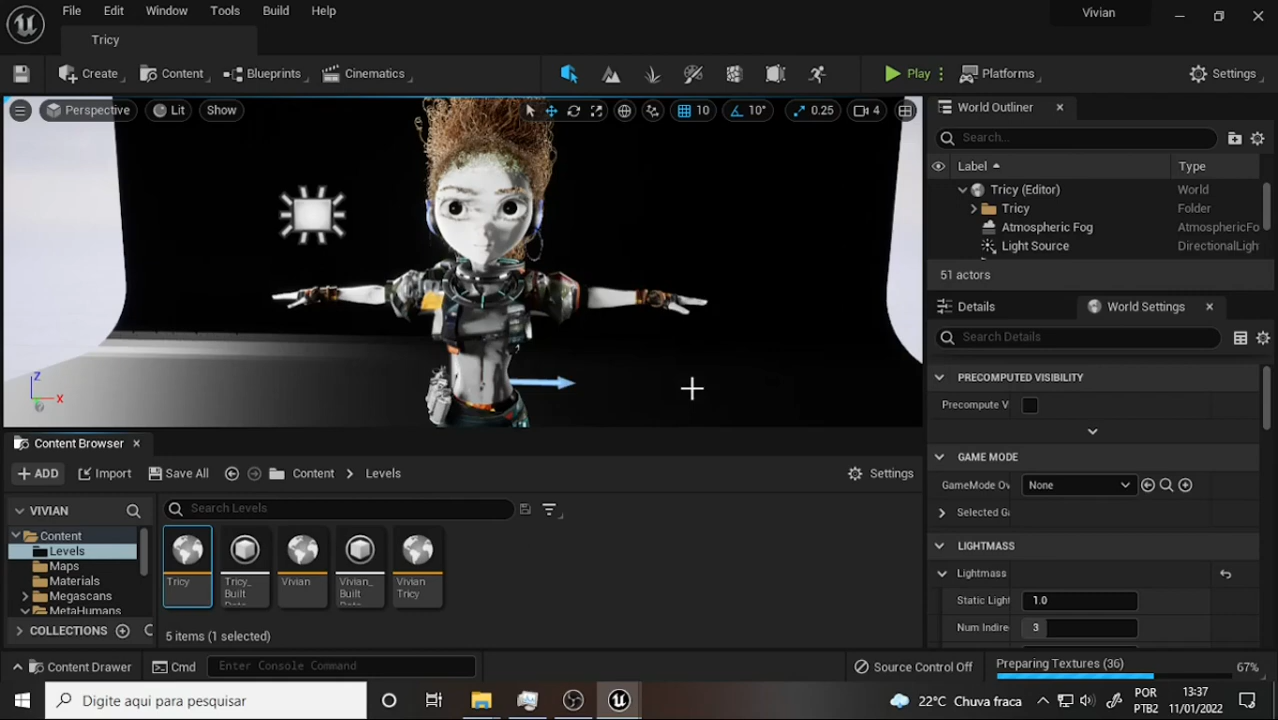 File Edit Window Tools Build Help
Vivian
Tricy
Create Content Blueprints Cinematics Play Platforms Settings
Perspective Lit Show 10 10° 0.25 4
World Outliner
Search...
Label Type
Tricy (Editor) World
Tricy Folder
Atmospheric Fog AtmosphericFo
Light Source DirectionalLigh
51 actors
Details World Settings
Search Details
PRECOMPUTED VISIBILITY
Precompute V
GAME MODE
GameMode Ov None
Selected Ga
LIGHTMASS
Lightmass
Static Ligh 1.0
Num Indire 3
Z
X
Content Browser
ADD Import Save All Content Levels Settings
VIVIAN
Search Levels
Content
Levels
Maps
Materials
Megascans
MetaHumans
COLLECTIONS
Tricy
Tricy_
Built
Data
Vivian
Vivian_
Built
Data
Vivian
Tricy
5 items (1 selected)
Content Drawer Cmd Enter Console Command Source Control Off Preparing Textures (36) 67%
Digite aqui para pesquisar
22°C Chuva fraca
POR
PTB2
13:37
11/01/2022